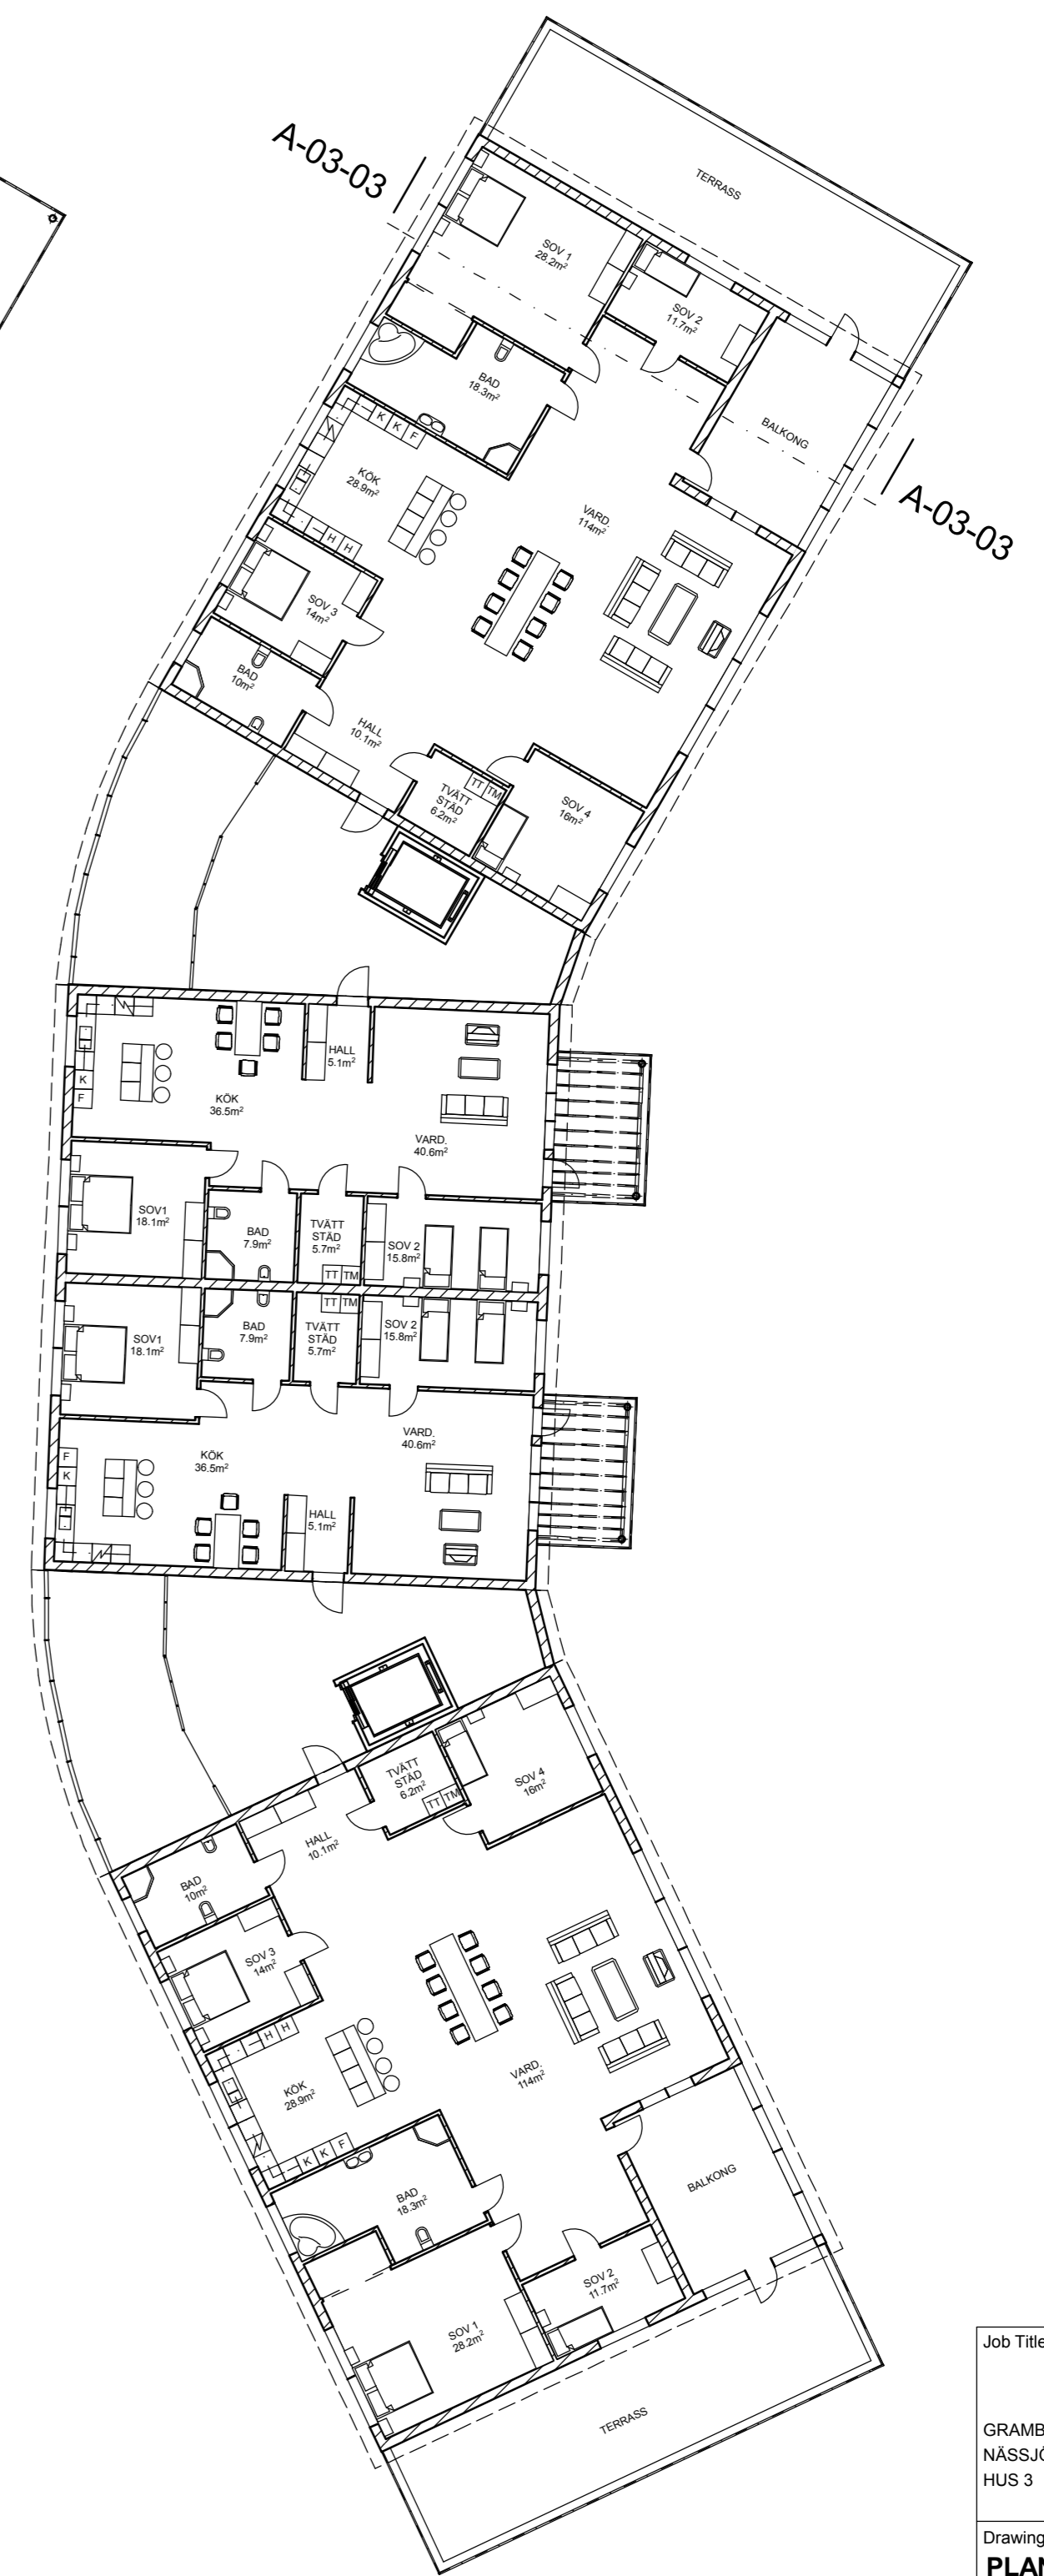 A-03-03
TERRASS
SOV 1
28.2m²
SOV 2
11.7m²
BAD
18.3m²
BALKONG
K K F
KÖK
28.9m²
A-03-03
VARD.
114m²
H H
SOV 3
14m²
BAD
10m²
HALL
10.1m²
TT TM
TVÄTT
STÄD
6.2m²
SOV 4
16m²
HALL
5.1m²
K
F
KÖK
36.5m²
VARD.
40.6m²
SOV1
18.1m²
BAD
7.9m²
TVÄTT
STÄD
5.7m²
SOV 2
15.8m²
TT TM
TT TM
SOV1
18.1m²
BAD
7.9m²
TVÄTT
STÄD
5.7m²
SOV 2
15.8m²
VARD.
40.6m²
F
K
KÖK
36.5m²
HALL
5.1m²
TVÄTT
STÄD
6.2m²
TT TM
SOV 4
16m²
HALL
10.1m²
BAD
10m²
SOV 3
14m²
H H
KÖK
28.9m²
VARD.
114m²
K K F
BAD
18.3m²
BALKONG
SOV 2
11.7m²
SOV 1
28.2m²
TERRASS
Job Title
GRAMB
NÄSSJÖ
HUS 3
Drawing
PLAN